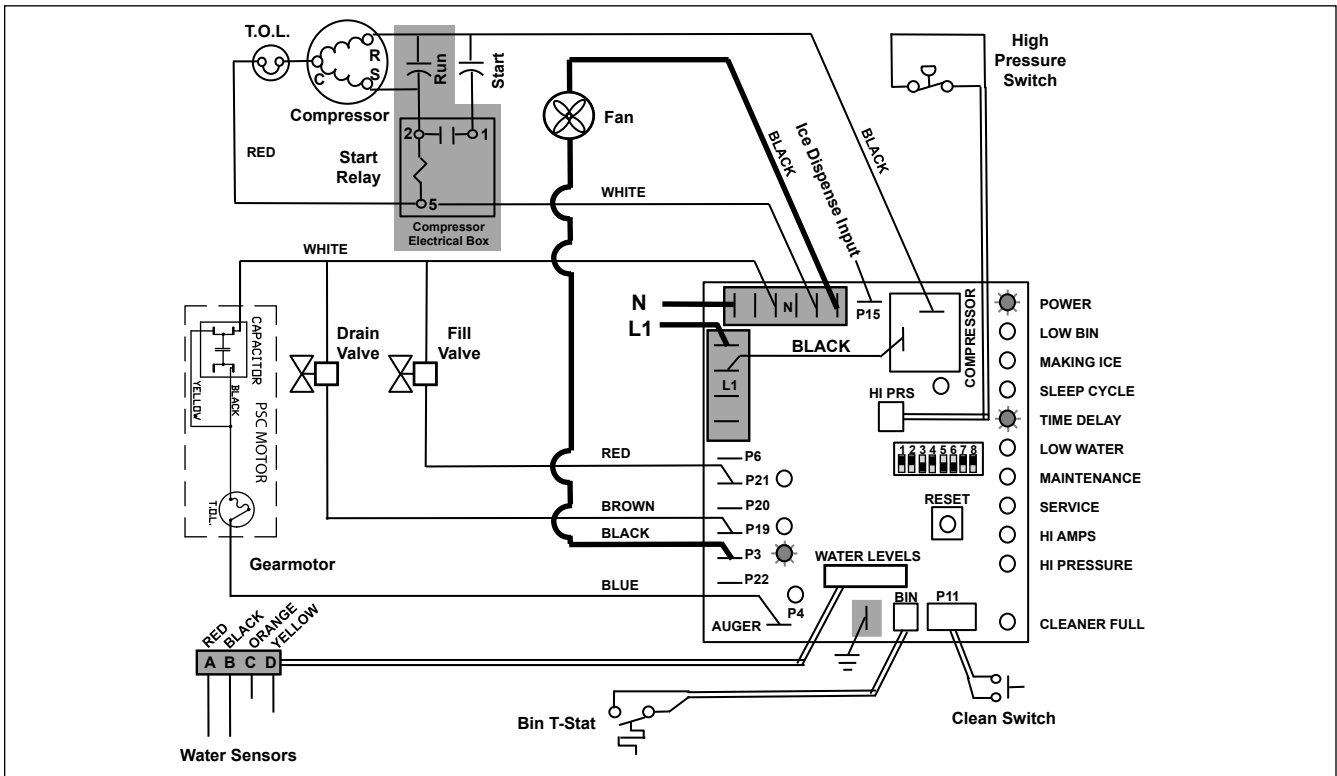 T.O.L.
R
S
C
Run
Start
Compressor
RED
Start
Relay
2
1
5
Compressor
Electrical Box
WHITE
Fan
BLACK
Ice Dispense Input
BLACK
High
Pressure
Switch
WHITE
CAPACITOR
YELLOW
BLACK
PSC MOTOR
T.O.L.
Gearmotor
Drain
Valve
Fill
Valve
N
L1
N
L1
P15
COMPRESSOR
BLACK
HI PRS
1 2 3 4 5 6 7 8
RESET
POWER
LOW BIN
MAKING ICE
SLEEP CYCLE
TIME DELAY
LOW WATER
MAINTENANCE
SERVICE
HI AMPS
HI PRESSURE
CLEANER FULL
RED
BROWN
BLACK
BLUE
P6
P21
P20
P19
P3
P22
P4
AUGER
WATER LEVELS
BIN
P11
RED
BLACK
ORANGE
YELLOW
A B C D
Water Sensors
Bin T-Stat
Clean Switch